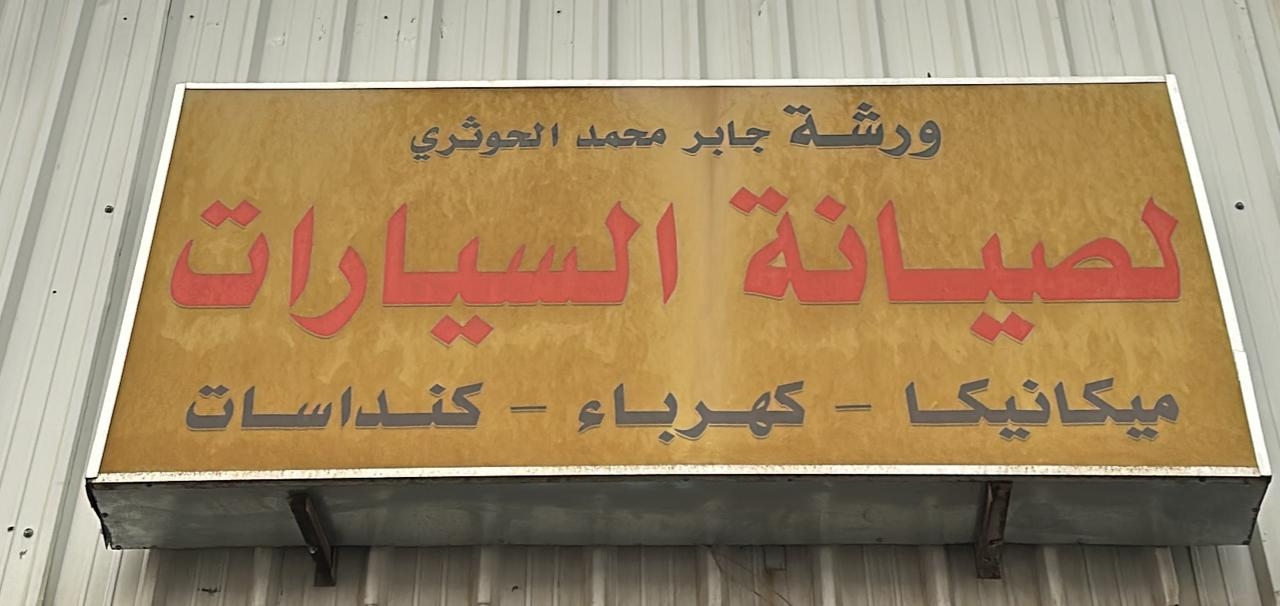 ورشة جابر محمد الحوثري
لصيانة السيارات
ميكانيكا - كهرباء - كنداسات